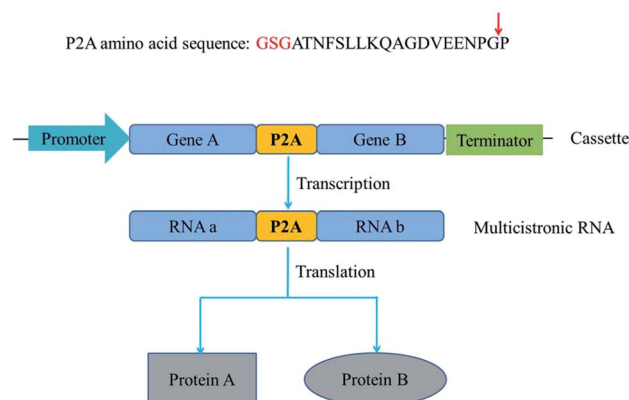 P2A amino acid sequence: GSGATNFSLLKQAGDVEENPGP
Promoter Gene A P2A Gene B Terminator Cassette
Transcription
RNA a P2A RNA b Multicistronic RNA
Translation
Protein A Protein B